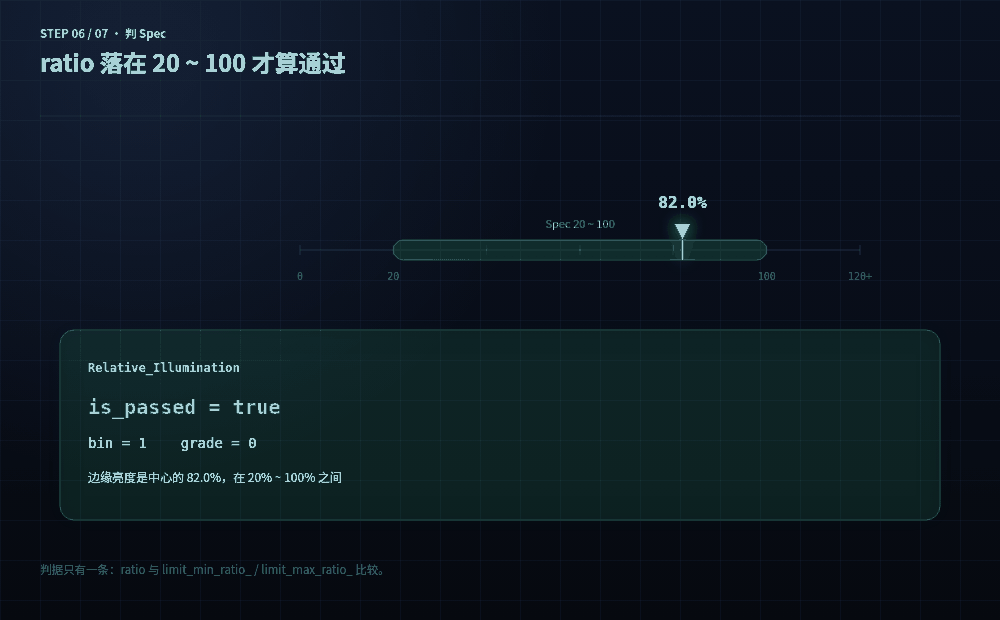 STEP 06 / 07 · 判 Spec
ratio 落在 20 ~ 100 才算通过
82.0%
Spec 20 ~ 100
0
20
100
120+
Relative_Illumination
is_passed = true
bin = 1 grade = 0
边缘亮度是中心的 82.0%，在 20% ~ 100% 之间
判据只有一条：ratio 与 limit_min_ratio_ / limit_max_ratio_ 比较。